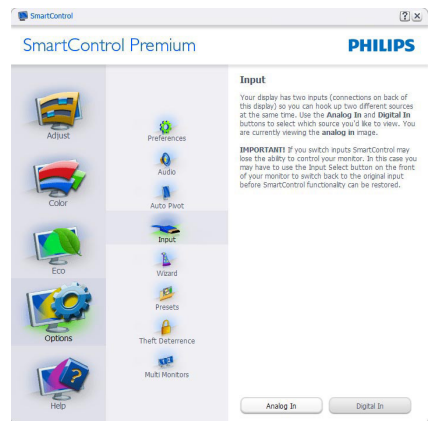 SmartControl
? x
SmartControl Premium
PHILIPS
Adjust
Color
Eco
Options
Help
Preferences
Audio
Auto Pivot
Input
Wizard
Presets
Theft Deterrence
Multi Monitors
Input
Your display has two inputs (connections on back of
this display) so you can hook up two different sources
at the same time. Use the Analog In and Digital In
buttons to select which source you'd like to view. You
are currently viewing the analog in image.
IMPORTANT! If you switch inputs SmartControl may
lose the ability to control your monitor. In this case you
may have to use the Input Select button on the front
of your monitor to switch back to the original input
before SmartControl functionality can be restored.
Analog In
Digital In